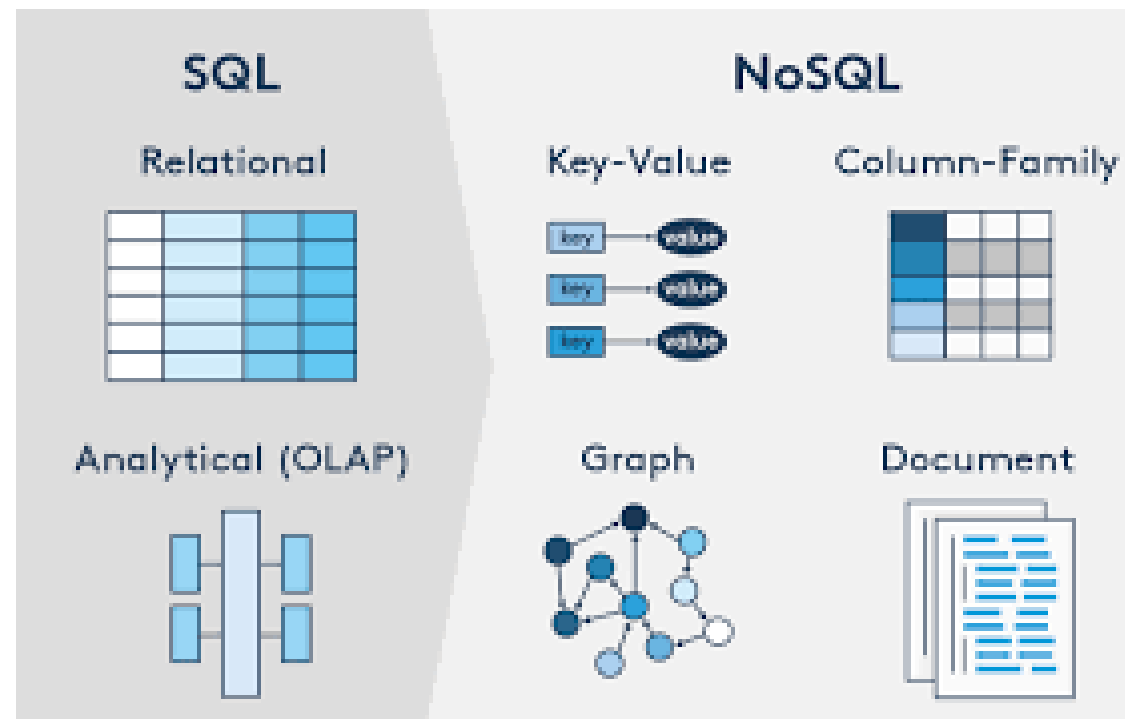 SQL
Relational
Analytical (OLAP)
NoSQL
Key-Value
key
value
key
value
key
value
Column-Family
Graph
Document